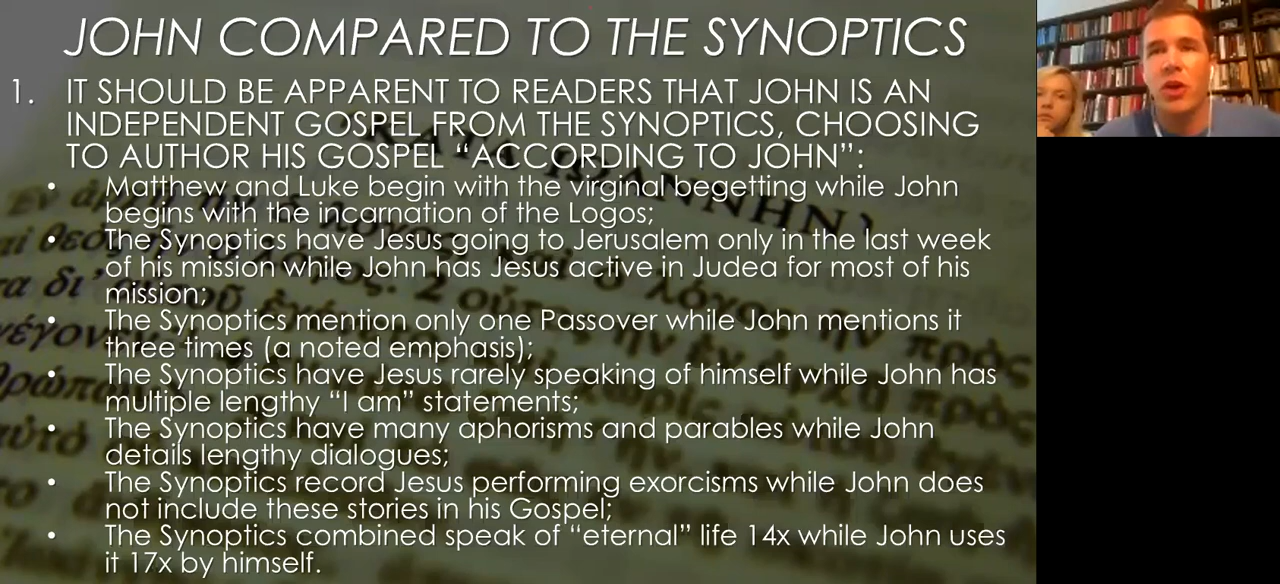 JOHN COMPARED TO THE SYNOPTICS
1. IT SHOULD BE APPARENT TO READERS THAT JOHN IS AN
INDEPENDENT GOSPEL FROM THE SYNOPTICS, CHOOSING
TO AUTHOR HIS GOSPEL “ACCORDING TO JOHN”:
• Matthew and Luke begin with the virginal begetting while John
begins with the incarnation of the Logos;
• The Synoptics have Jesus going to Jerusalem only in the last week
of his mission while John has Jesus active in Judea for most of his
mission;
• The Synoptics mention only one Passover while John mentions it
three times (a noted emphasis);
• The Synoptics have Jesus rarely speaking of himself while John has
multiple lengthy “I am” statements;
• The Synoptics have many aphorisms and parables while John
details lengthy dialogues;
• The Synoptics record Jesus performing exorcisms while John does
not include these stories in his Gospel;
• The Synoptics combined speak of “eternal” life 14x while John uses
it 17x by himself.